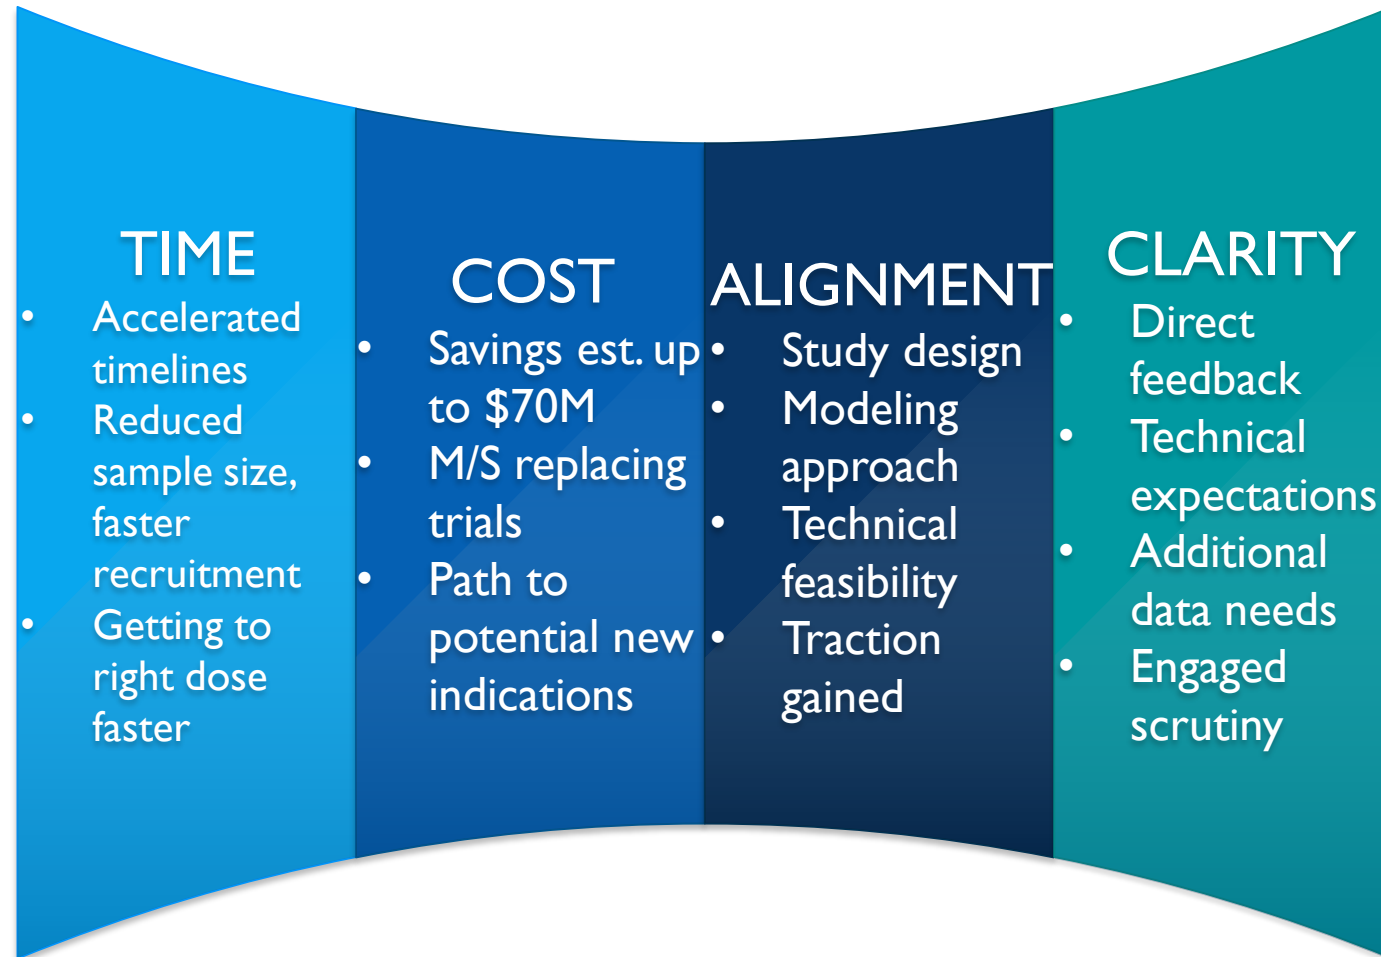 TIME
• Accelerated
timelines
• Reduced
sample size,
faster
recruitment
• Getting to
right dose
faster
COST
• Savings est. up
to $70M
• M/S replacing
trials
• Path to
potential new
indications
ALIGNMENT
• Study design
• Modeling
approach
• Technical
feasibility
• Traction
gained
CLARITY
• Direct
feedback
• Technical
expectations
• Additional
data needs
• Engaged
scrutiny